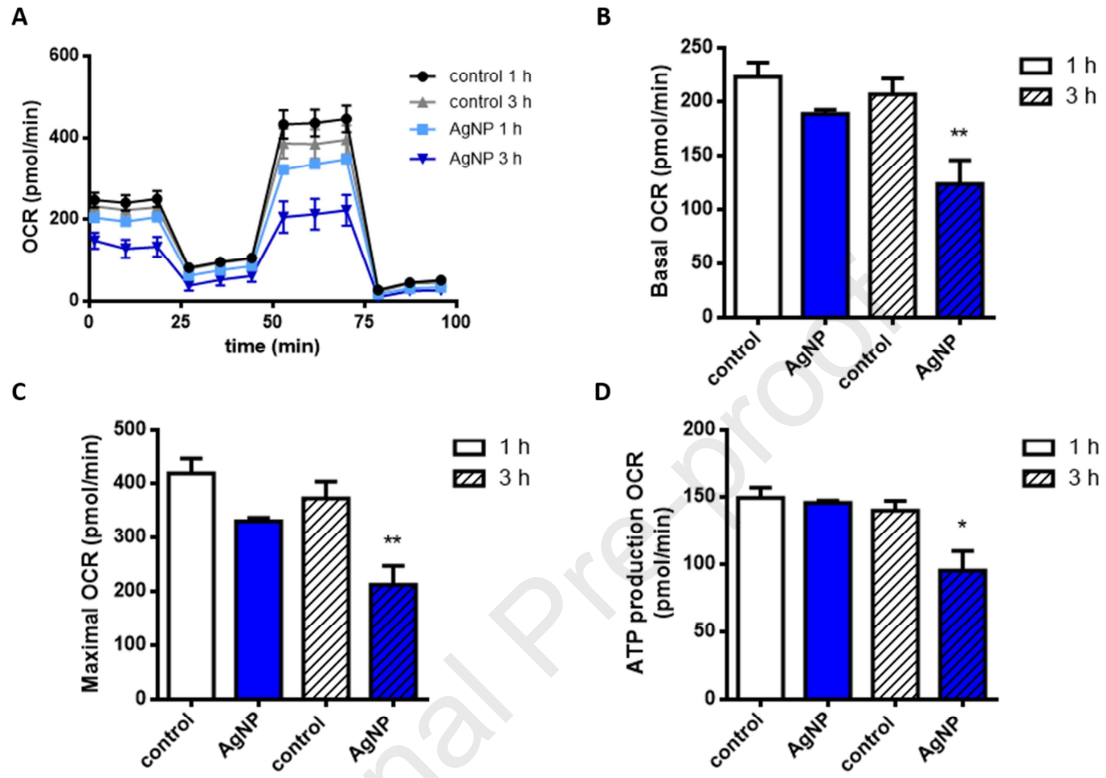 A
OCR (pmol/min)
600
400
200
0
0
25
50
75
100
time (min)
control 1 h
control 3 h
AgNP 1 h
AgNP 3 h
B
Basal OCR (pmol/min)
250
200
150
100
50
0
**
control
AgNP
control
AgNP
1 h
3 h
C
Maximal OCR (pmol/min)
500
400
300
200
100
0
**
control
AgNP
control
AgNP
1 h
3 h
D
ATP production OCR
(pmol/min)
200
150
100
50
0
*
control
AgNP
control
AgNP
1 h
3 h
nal Pre-proof